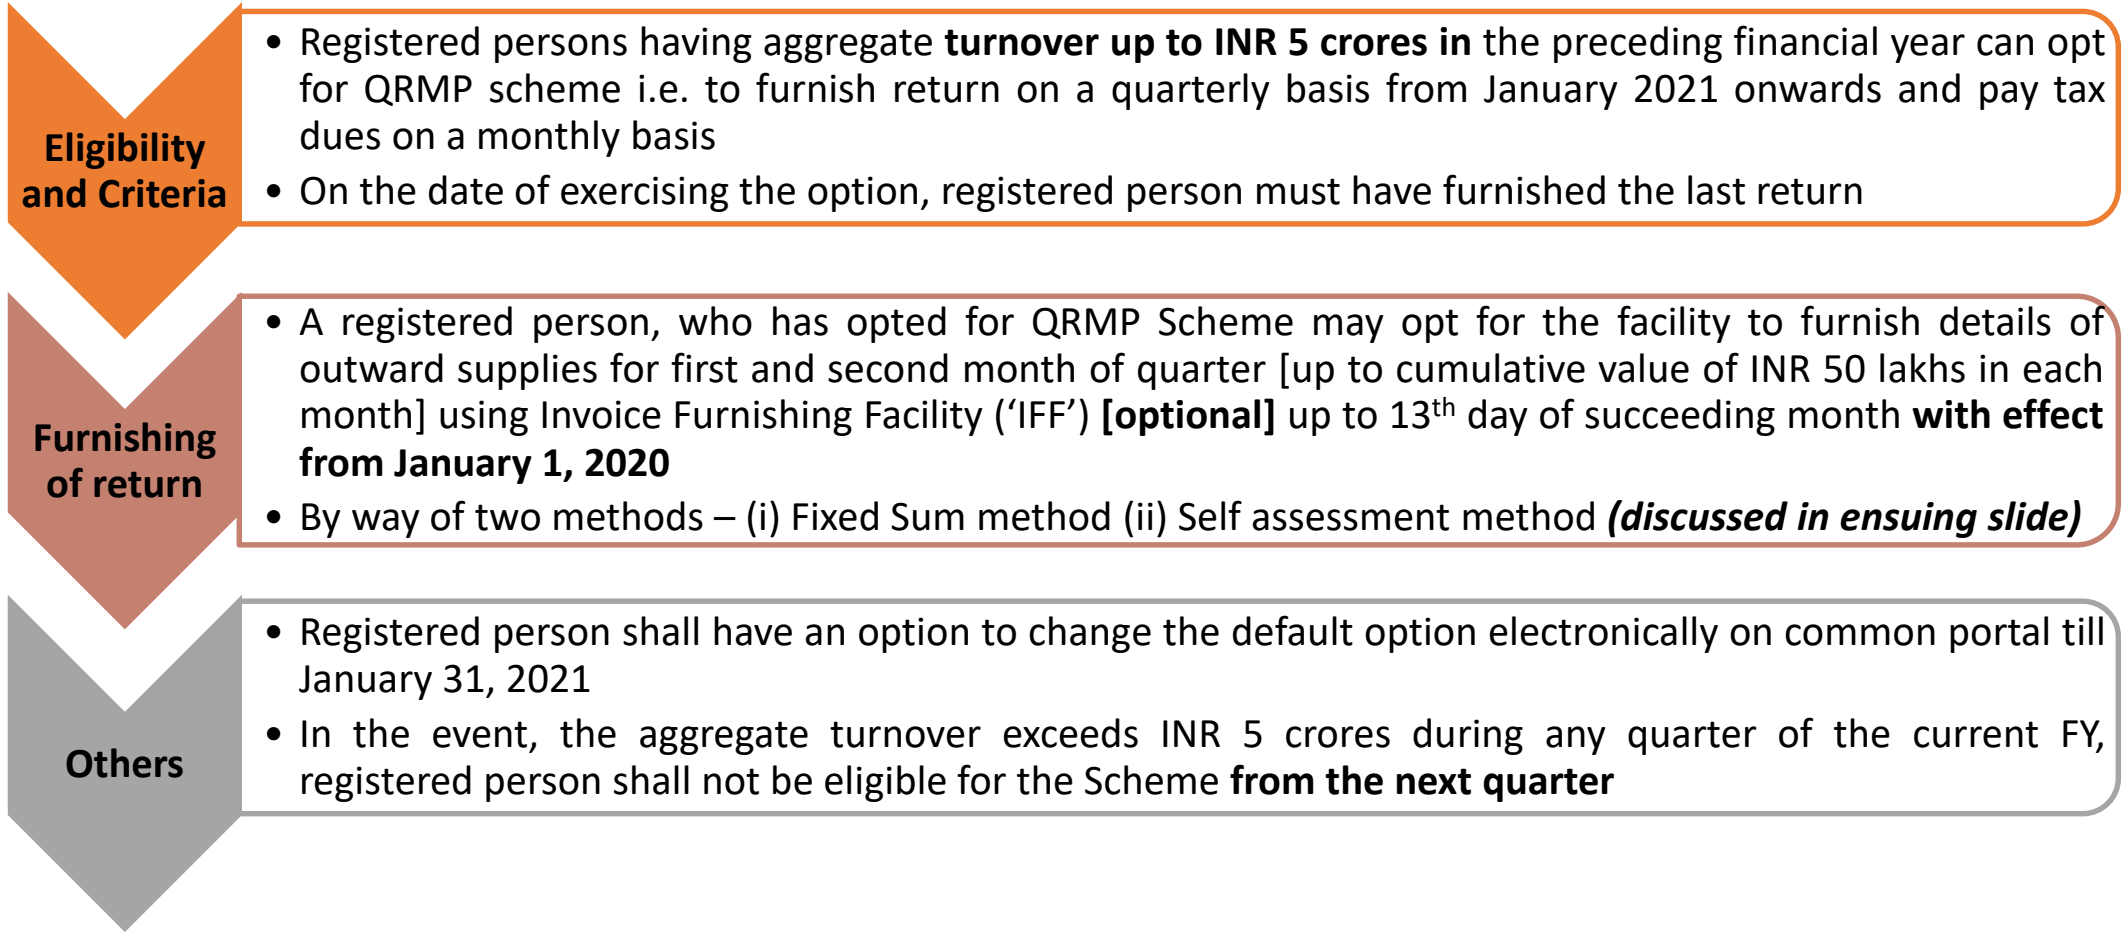 Eligibility
and Criteria
• Registered persons having aggregate turnover up to INR 5 crores in the preceding financial year can opt
for QRMP scheme i.e. to furnish return on a quarterly basis from January 2021 onwards and pay tax
dues on a monthly basis
• On the date of exercising the option, registered person must have furnished the last return
Furnishing
of return
• A registered person, who has opted for QRMP Scheme may opt for the facility to furnish details of
outward supplies for first and second month of quarter [up to cumulative value of INR 50 lakhs in each
month] using Invoice Furnishing Facility (‘IFF’) [optional] up to 13th day of succeeding month with effect
from January 1, 2020
• By way of two methods – (i) Fixed Sum method (ii) Self assessment method (discussed in ensuing slide)
Others
• Registered person shall have an option to change the default option electronically on common portal till
January 31, 2021
• In the event, the aggregate turnover exceeds INR 5 crores during any quarter of the current FY,
registered person shall not be eligible for the Scheme from the next quarter